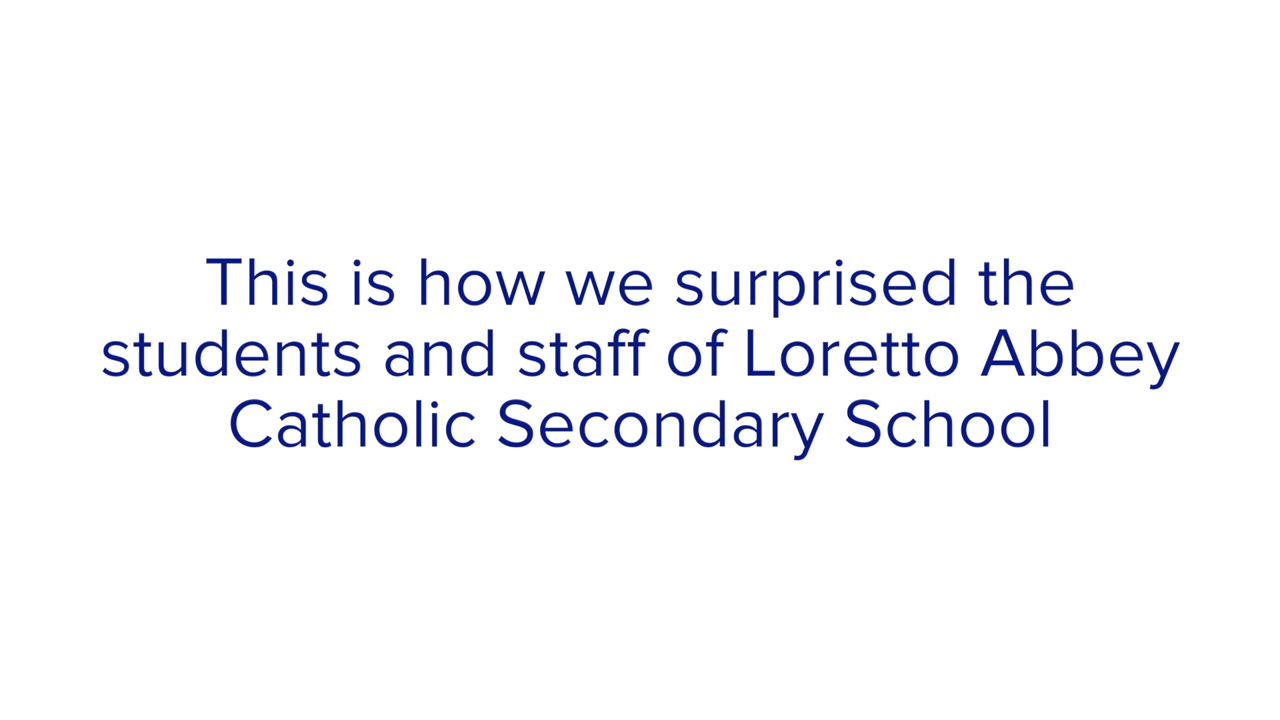 This is how we surprised the
students and staff of Loretto Abbey
Catholic Secondary School